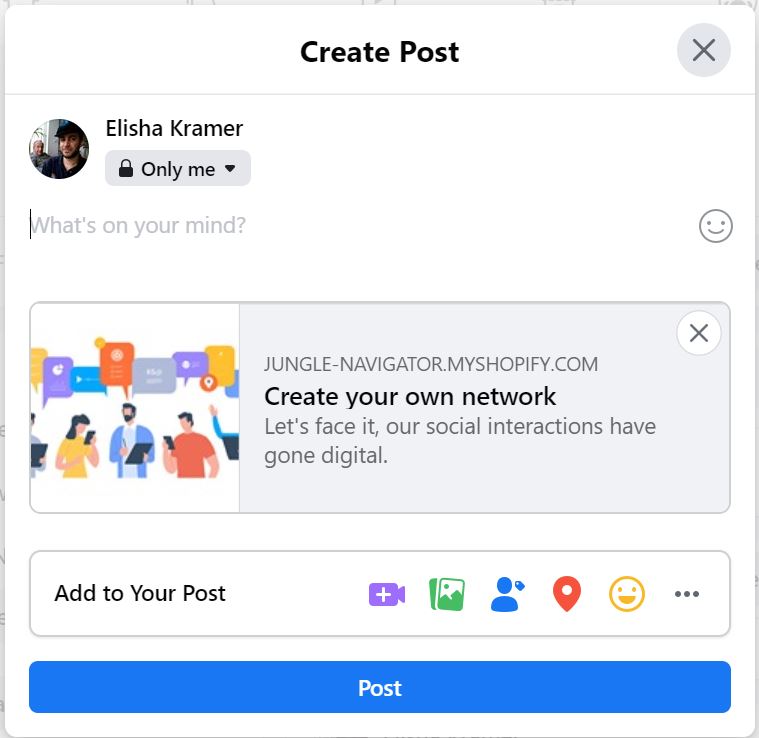 Create Post
Elisha Kramer
Only me
What's on your mind?
JUNGLE-NAVIGATOR.MYSHOPIFY.COM
Create your own network
Let's face it, our social interactions have
gone digital.
Add to Your Post
Post